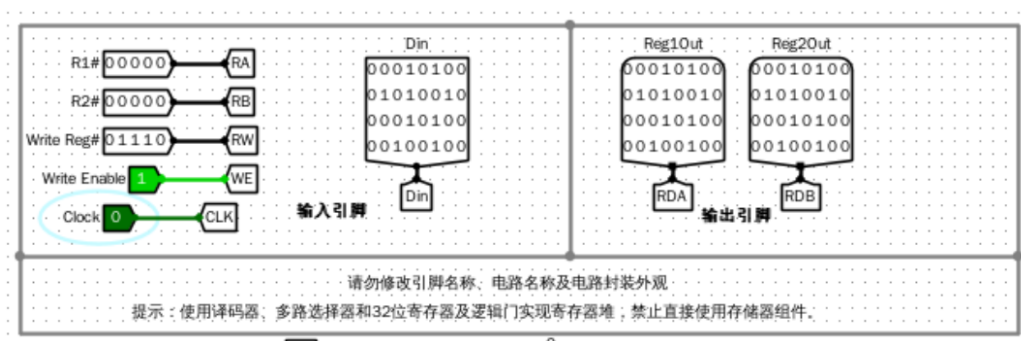 Din
Reg1Out Reg2Out
R1# 00000 RA
00010100 00010100 00010100
R2# 00000 RB
01010010 01010010 01010010
00010100 00010100 00010100
Write Reg# 01110 RW
00100100 00100100 00100100
Write Enable 1 WE
Din RDA RDB
Clock 0 CLK
输入引脚 输出引脚
请勿修改引脚名称、电路名称及电路封装外观
提示：使用译码器、多路选择器和32位寄存器及逻辑门实现寄存器堆，禁止直接使用存储器组件。